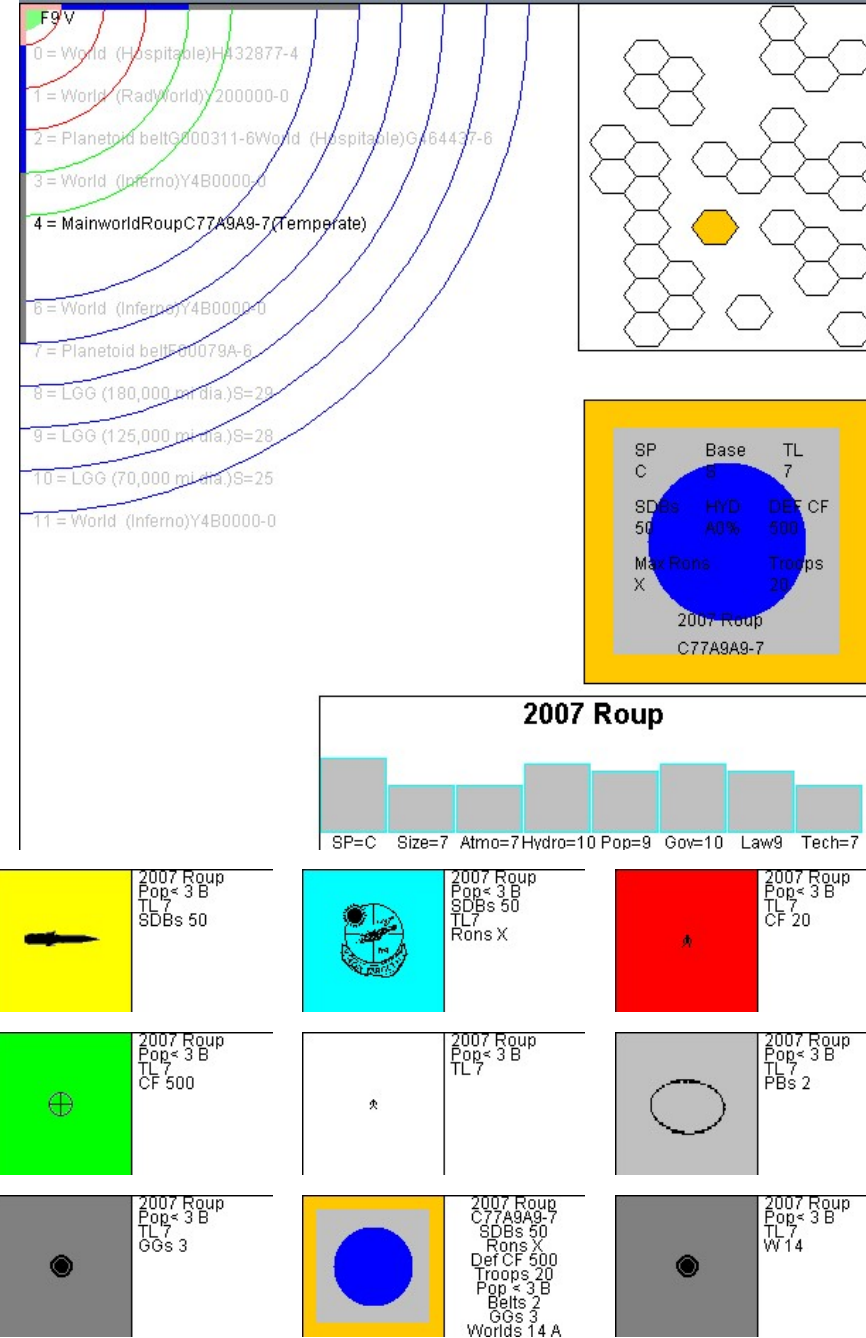 F9 V
0 = World (Hospitable)H432877-4
1 = World (RadWorld)Y200000-0
2 = Planetoid beltG000311-6World (Hospitable)G464437-6
3 = World (Inferno)Y4B0000-0
4 = MainworldRoupC77A9A9-7(Temperate)
6 = World (Inferno)Y4B0000-0
7 = Planetoid beltF00079A-6
8 = LGG (180,000 mi dia.)S=29
9 = LGG (125,000 mi dia.)S=28
10 = LGG (70,000 mi dia.)S=25
11 = World (Inferno)Y4B0000-0
SP Base TL
C 7
SDBs HYD DEF CF
50 A0% 500
Max Rons Troops
X 20
2007 Roup
C77A9A9-7
2007 Roup
SP=C Size=7 Atmo=7 Hydro=10 Pop=9 Gov=10 Law9 Tech=7
2007 Roup
Pop< 3 B
TL 7
SDBs 50
2007 Roup
Pop< 3 B
SDBs 50
TL7
Rons X
2007 Roup
Pop< 3 B
TL 7
CF 20
2007 Roup
Pop< 3 B
TL 7
CF 500
2007 Roup
Pop< 3 B
TL 7
2007 Roup
Pop< 3 B
TL 7
PBs 2
2007 Roup
Pop< 3 B
TL 7
GGs 3
2007 Roup
C77A9A9-7
SDBs 50
Rons X
Def CF 500
Troops 20
Pop < 3 B
Belts 2
GGs 3
Worlds 14 A
2007 Roup
Pop< 3 B
TL 7
W 14